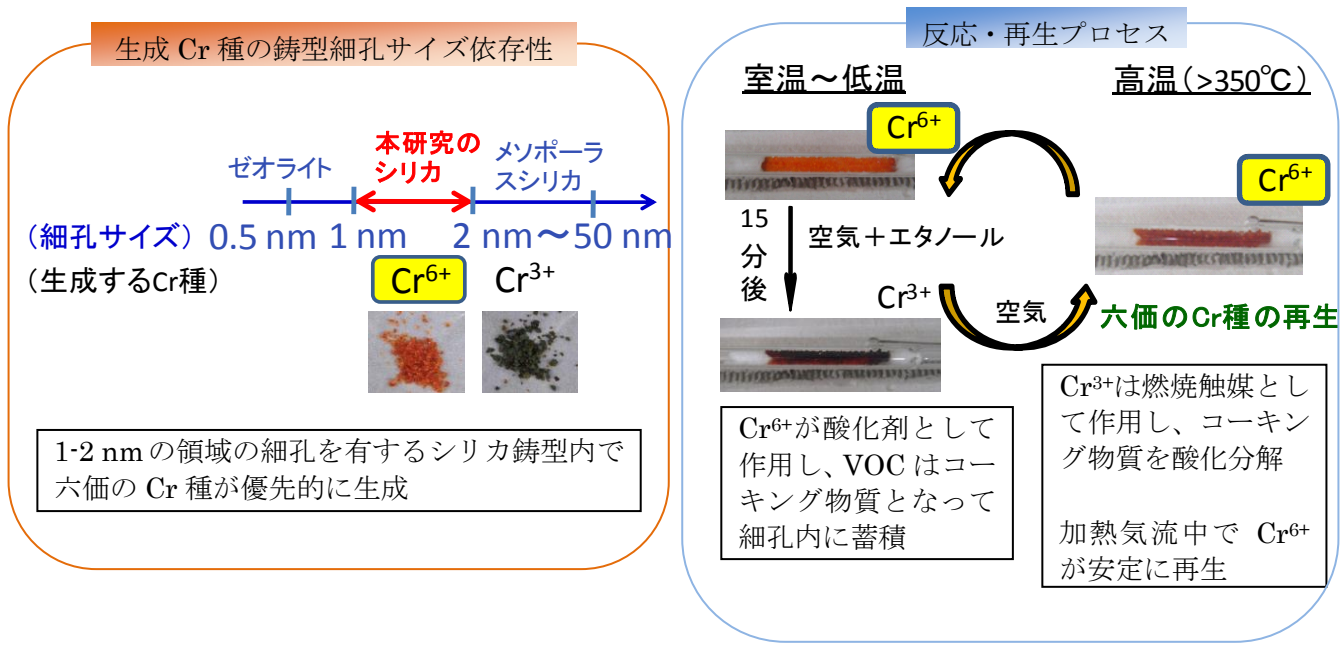 生成 Cr 種の鋳型細孔サイズ依存性
本研究の
シリカ
ゼオライト
メソポーラ
スシリカ
(細孔サイズ) 0.5 nm 1 nm 2 nm～50 nm
(生成するCr種)
Cr6+ Cr3+
1-2 nm の領域の細孔を有するシリカ鋳型内で
六価の Cr 種が優先的に生成
反応・再生プロセス
室温～低温
高温(>350℃)
Cr6+
Cr6+
15
分
後
空気＋エタノール
Cr3+
空気
六価のCr種の再生
Cr6+が酸化剤として
作用し、VOC はコー
キング物質となって
細孔内に蓄積
Cr3+は燃焼触媒とし
て作用し、コーキン
グ物質を酸化分解
加熱気流中で Cr6+
が安定に再生